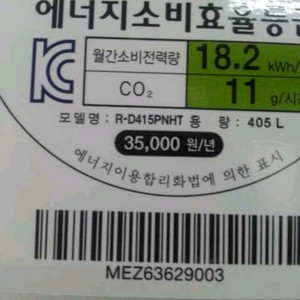 에너지소비효율등
월간소비전력량 18.2 kWh/
CO₂ 11 g/시간
모델명 : R-D415PNHT 용 량 : 405 L
35,000 원/년
에너지이용합리화법에 의한 표시
MEZ63629003